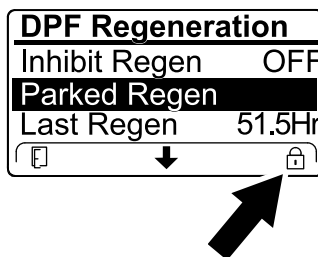 DPF Regeneration
Inhibit Regen OFF
Parked Regen
Last Regen 51.5Hr